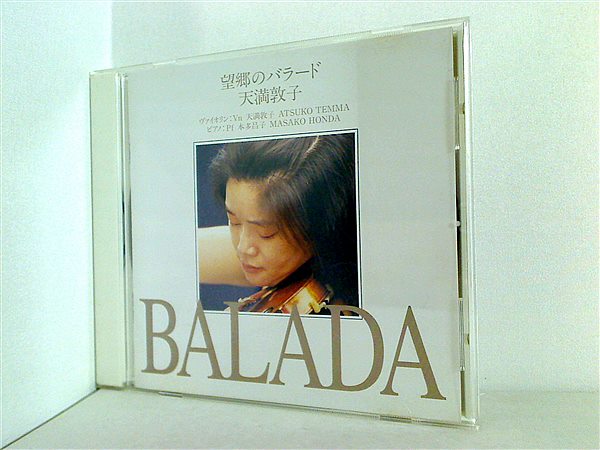 望郷のバラード
天満敦子
ヴァイオリン:Vn 天満敦子 ATSUKO TEMMA
ピアノ:Pf 本多昌子 MASAKO HONDA
BALADA